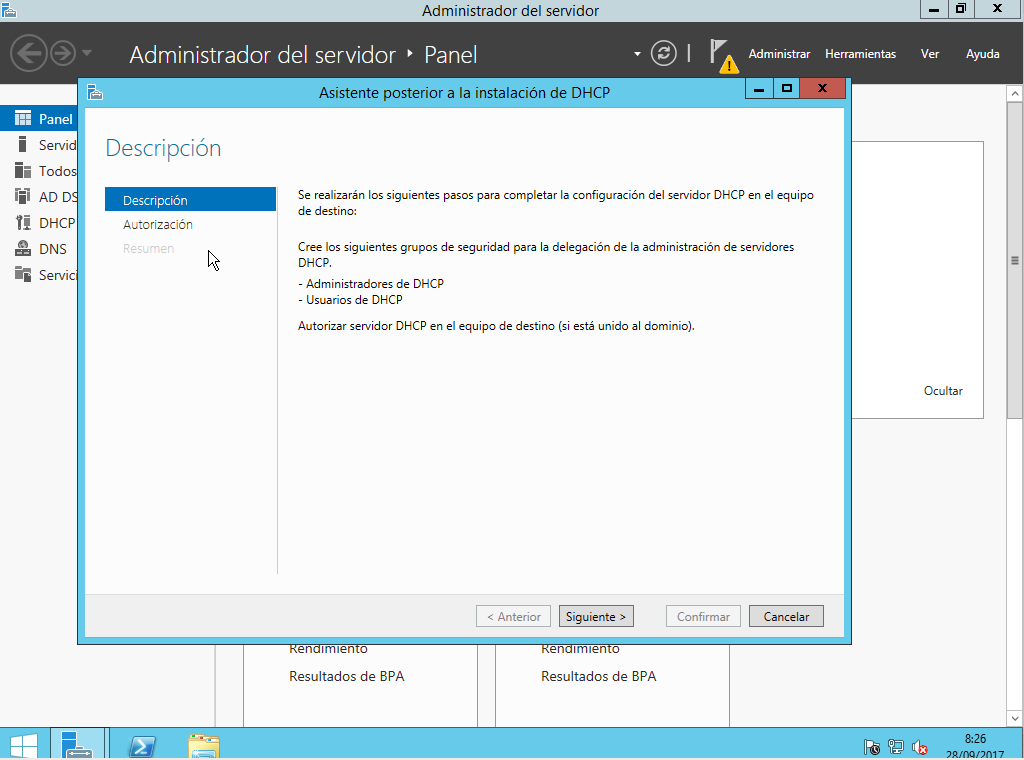 Administrador del servidor
Administrador del servidor ‣ Panel
Administrar Herramientas Ver Ayuda
Asistente posterior a la instalación de DHCP
Panel
Servid
Todos
AD DS
DHCP
DNS
Servici
Descripción
Descripción
Autorización
Resumen
Se realizarán los siguientes pasos para completar la configuración del servidor DHCP en el equipo
de destino:
Cree los siguientes grupos de seguridad para la delegación de la administración de servidores
DHCP.
- Administradores de DHCP
- Usuarios de DHCP
Autorizar servidor DHCP en el equipo de destino (si está unido al dominio).
Ocultar
< Anterior Siguiente > Confirmar Cancelar
Rendimiento Rendimiento
Resultados de BPA Resultados de BPA
8:26
28/09/2017